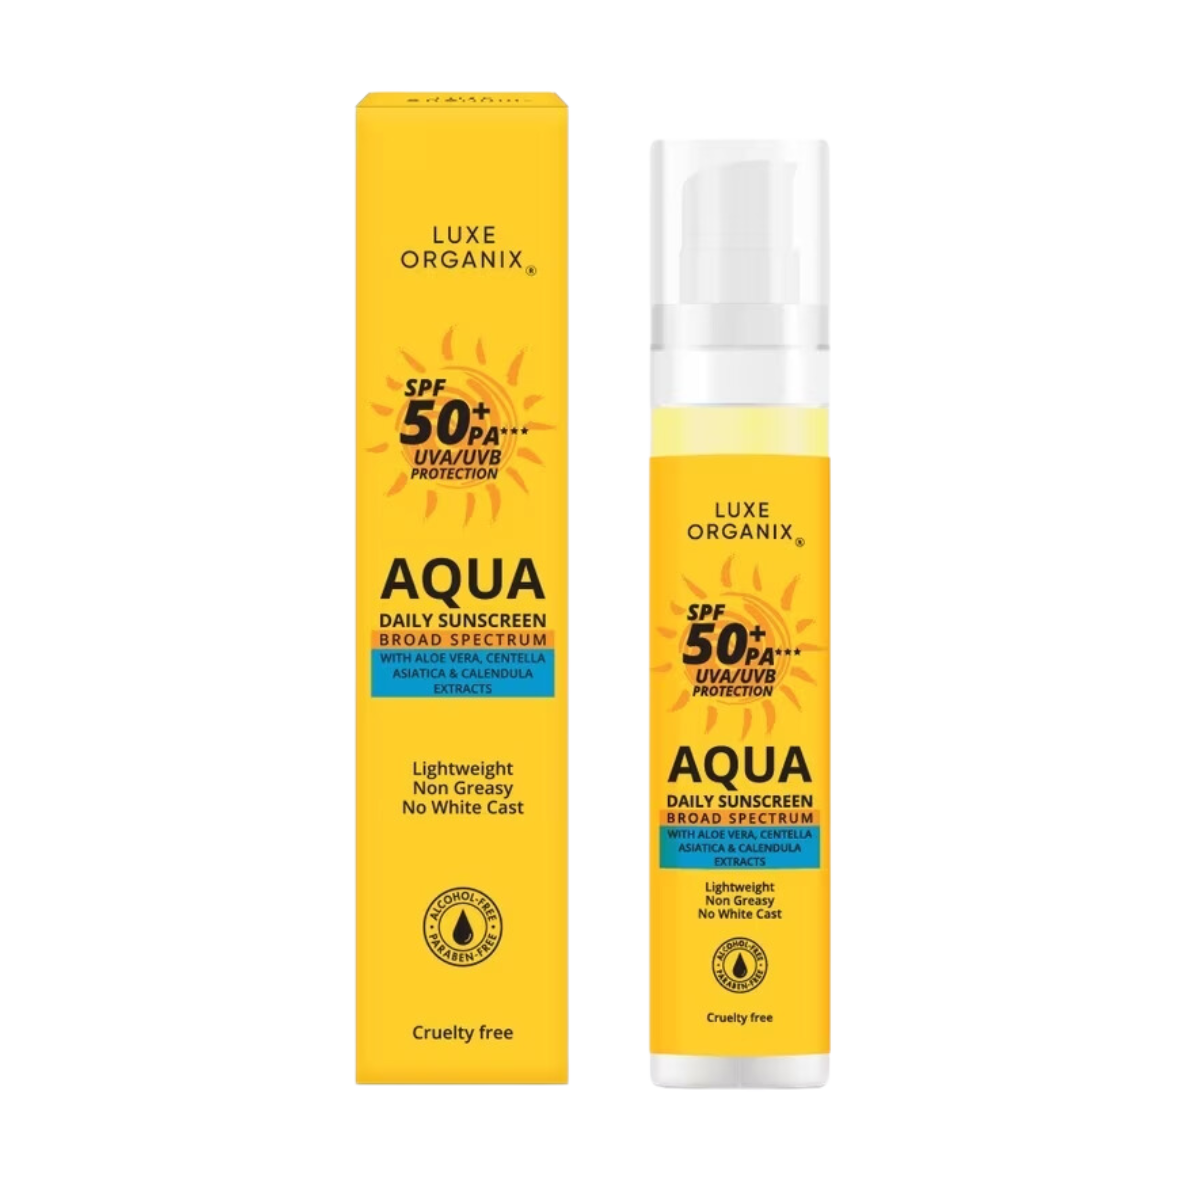 LUXE
ORGANIX®
SPF
50+
PA***
UVA/UVB
PROTECTION
AQUA
DAILY SUNSCREEN
BROAD SPECTRUM
WITH ALOE VERA, CENTELLA
ASIATICA & CALENDULA
EXTRACTS
Lightweight
Non Greasy
No White Cast
ALCOHOL-FREE
PARABEN-FREE
Cruelty free
LUXE
ORGANIX®
SPF
50+
PA***
UVA/UVB
PROTECTION
AQUA
DAILY SUNSCREEN
BROAD SPECTRUM
WITH ALOE VERA, CENTELLA
ASIATICA & CALENDULA
EXTRACTS
Lightweight
Non Greasy
No White Cast
ALCOHOL-FREE
PARABEN-FREE
Cruelty free